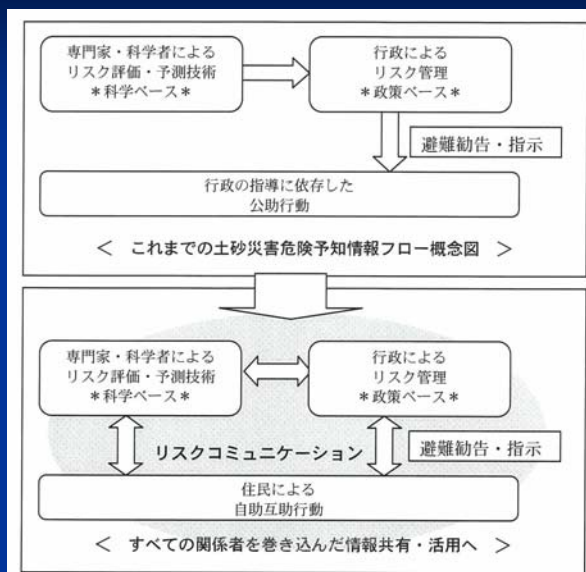 専門家・科学者による
リスク評価・予測技術
＊科学ベース＊
行政による
リスク管理
＊政策ベース＊
避難勧告・指示
行政の指導に依存した
公助行動
＜ これまでの土砂災害危険予知情報フロー概念図 ＞
専門家・科学者による
リスク評価・予測技術
＊科学ベース＊
行政による
リスク管理
＊政策ベース＊
リスクコミュニケーション
避難勧告・指示
住民による
自助互助行動
＜ すべての関係者を巻き込んだ情報共有・活用へ ＞